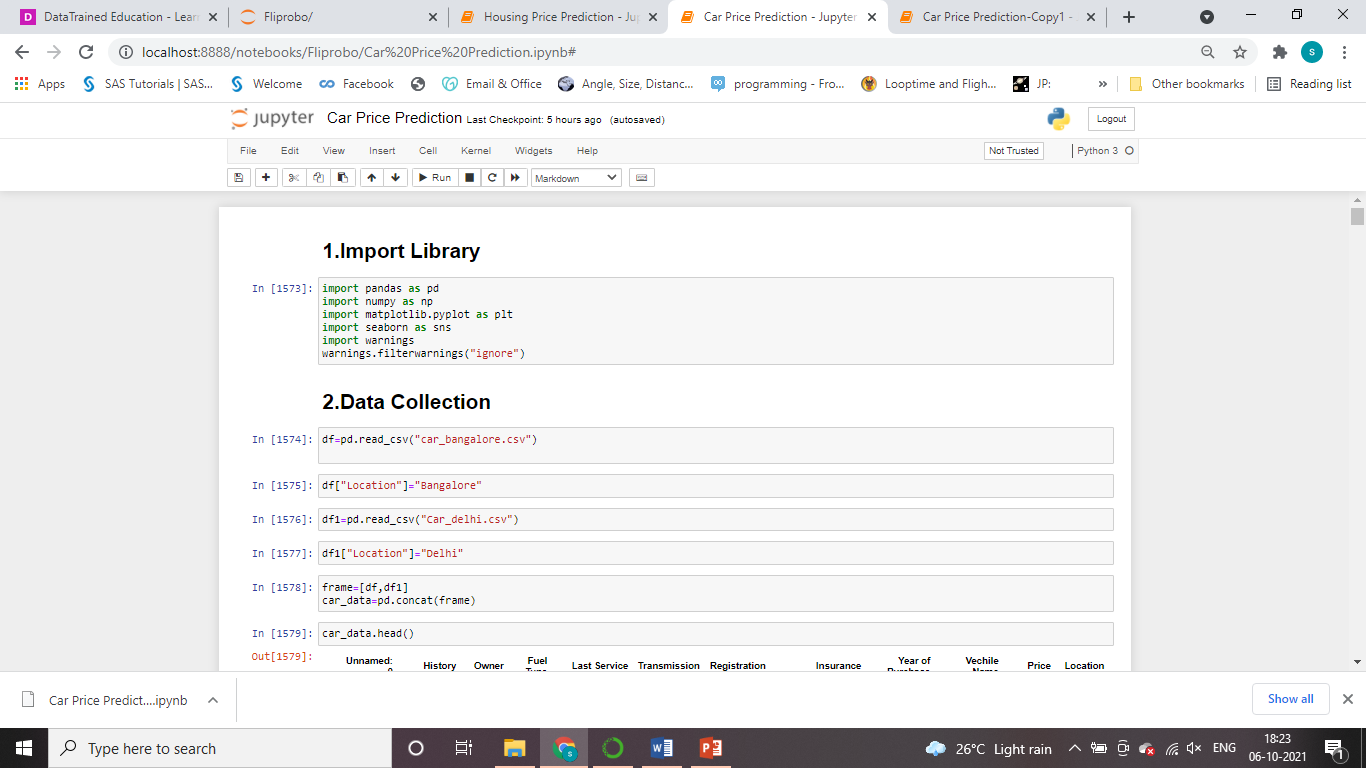 D DataTrained Education - Lear
Fliprobo/
Housing Price Prediction - Ju
Car Price Prediction - Jupyter
Car Price Prediction-Copy1 -
localhost:8888/notebooks/Fliprobo/Car%20Price%20Prediction.ipynb#
s
Apps
SAS Tutorials | SAS...
Welcome
Facebook
Email & Office
Angle, Size, Distanc...
programming - Fro...
Looptime and Fligh...
JP:
»
Other bookmarks
Reading list
jupyter Car Price Prediction Last Checkpoint: 5 hours ago (autosaved)
Logout
File Edit View Insert Cell Kernel Widgets Help
Not Trusted
Python 3
Run
Markdown
1.Import Library
In [1573]: import pandas as pd
import numpy as np
import matplotlib.pyplot as plt
import seaborn as sns
import warnings
warnings.filterwarnings("ignore")
2.Data Collection
In [1574]: df=pd.read_csv("car_bangalore.csv")
In [1575]: df["Location"]="Bangalore"
In [1576]: df1=pd.read_csv("Car_delhi.csv")
In [1577]: df1["Location"]="Delhi"
In [1578]: frame=[df,df1]
car_data=pd.concat(frame)
In [1579]: car_data.head()
Out[1579]: Unnamed: 0 History Owner Fuel Type Last Service Transmission Registration Insurance Year of Purchase Vechile Name Price Location
Car Price Predict....ipynb
Show all
Type here to search
26°C Light rain
ENG
18:23
06-10-2021
1